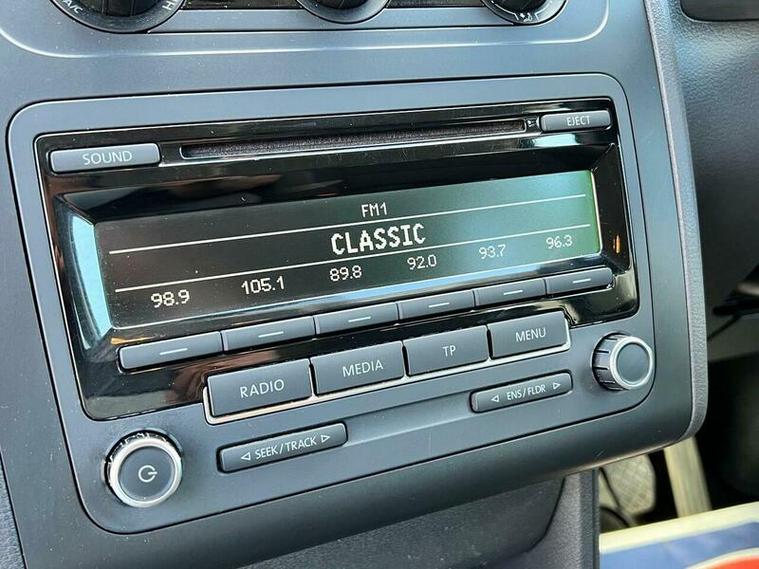 A/C
EJECT
SOUND
FM1
CLASSIC
98.9 105.1 89.8 92.0 93.7 96.3
RADIO MEDIA TP MENU
ENS/FLDR
SEEK/TRACK